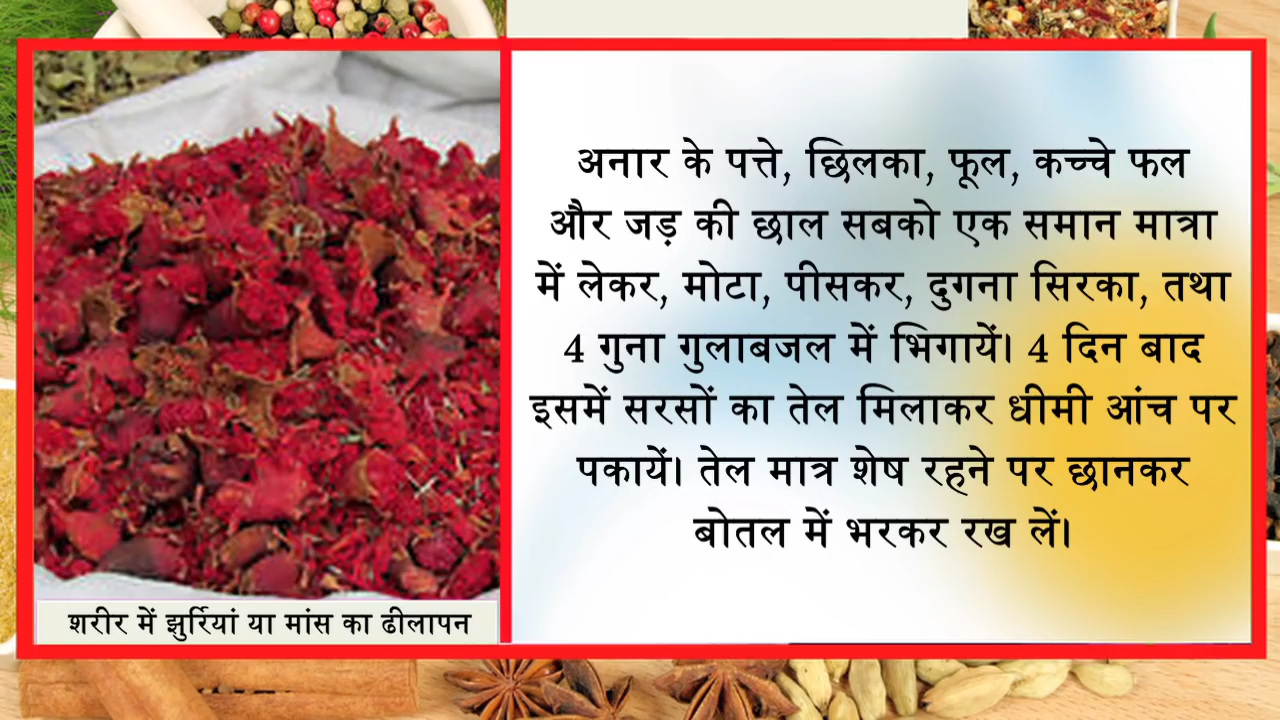 अनार के पत्ते, छिलका, फूल, कच्चे फल
और जड़ की छाल सबको एक समान मात्रा
में लेकर, मोटा, पीसकर, दुगना सिरका, तथा
4 गुना गुलाबजल में भिगायें। 4 दिन बाद
इसमें सरसों का तेल मिलाकर धीमी आंच पर
पकायें। तेल मात्र शेष रहने पर छानकर
बोतल में भरकर रख लें।
शरीर में झुर्रियां या मांस का ढीलापन